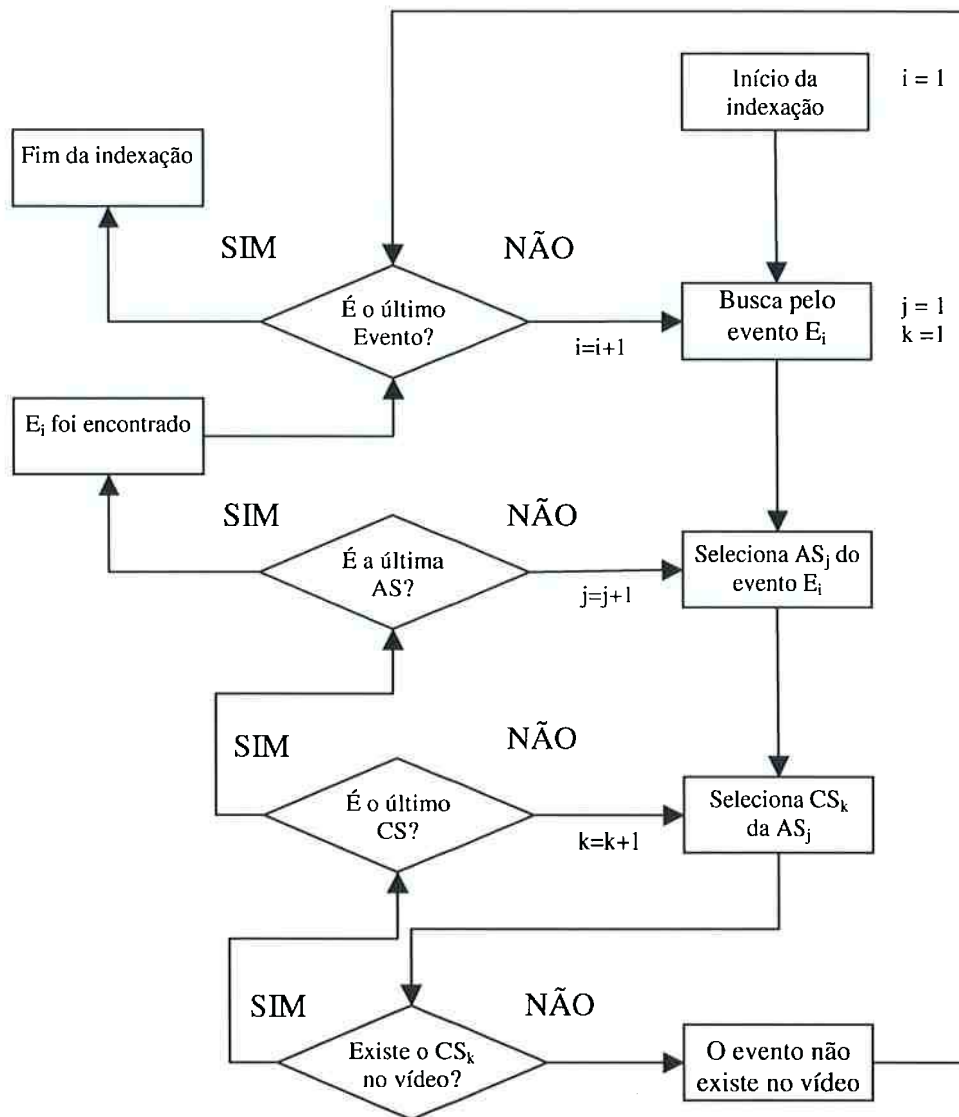 Início da
indexação
i = 1
Fim da indexação
SIM
NÃO
É o último
Evento?
i=i+1
Busca pelo
evento Ei
j = 1
k =1
Ei foi encontrado
SIM
NÃO
É a última
AS?
j=j+1
Seleciona ASj do
evento Ei
SIM
NÃO
É o último
CS?
k=k+1
Seleciona CSk
da ASj
SIM
NÃO
Existe o CSk
no vídeo?
O evento não
existe no vídeo